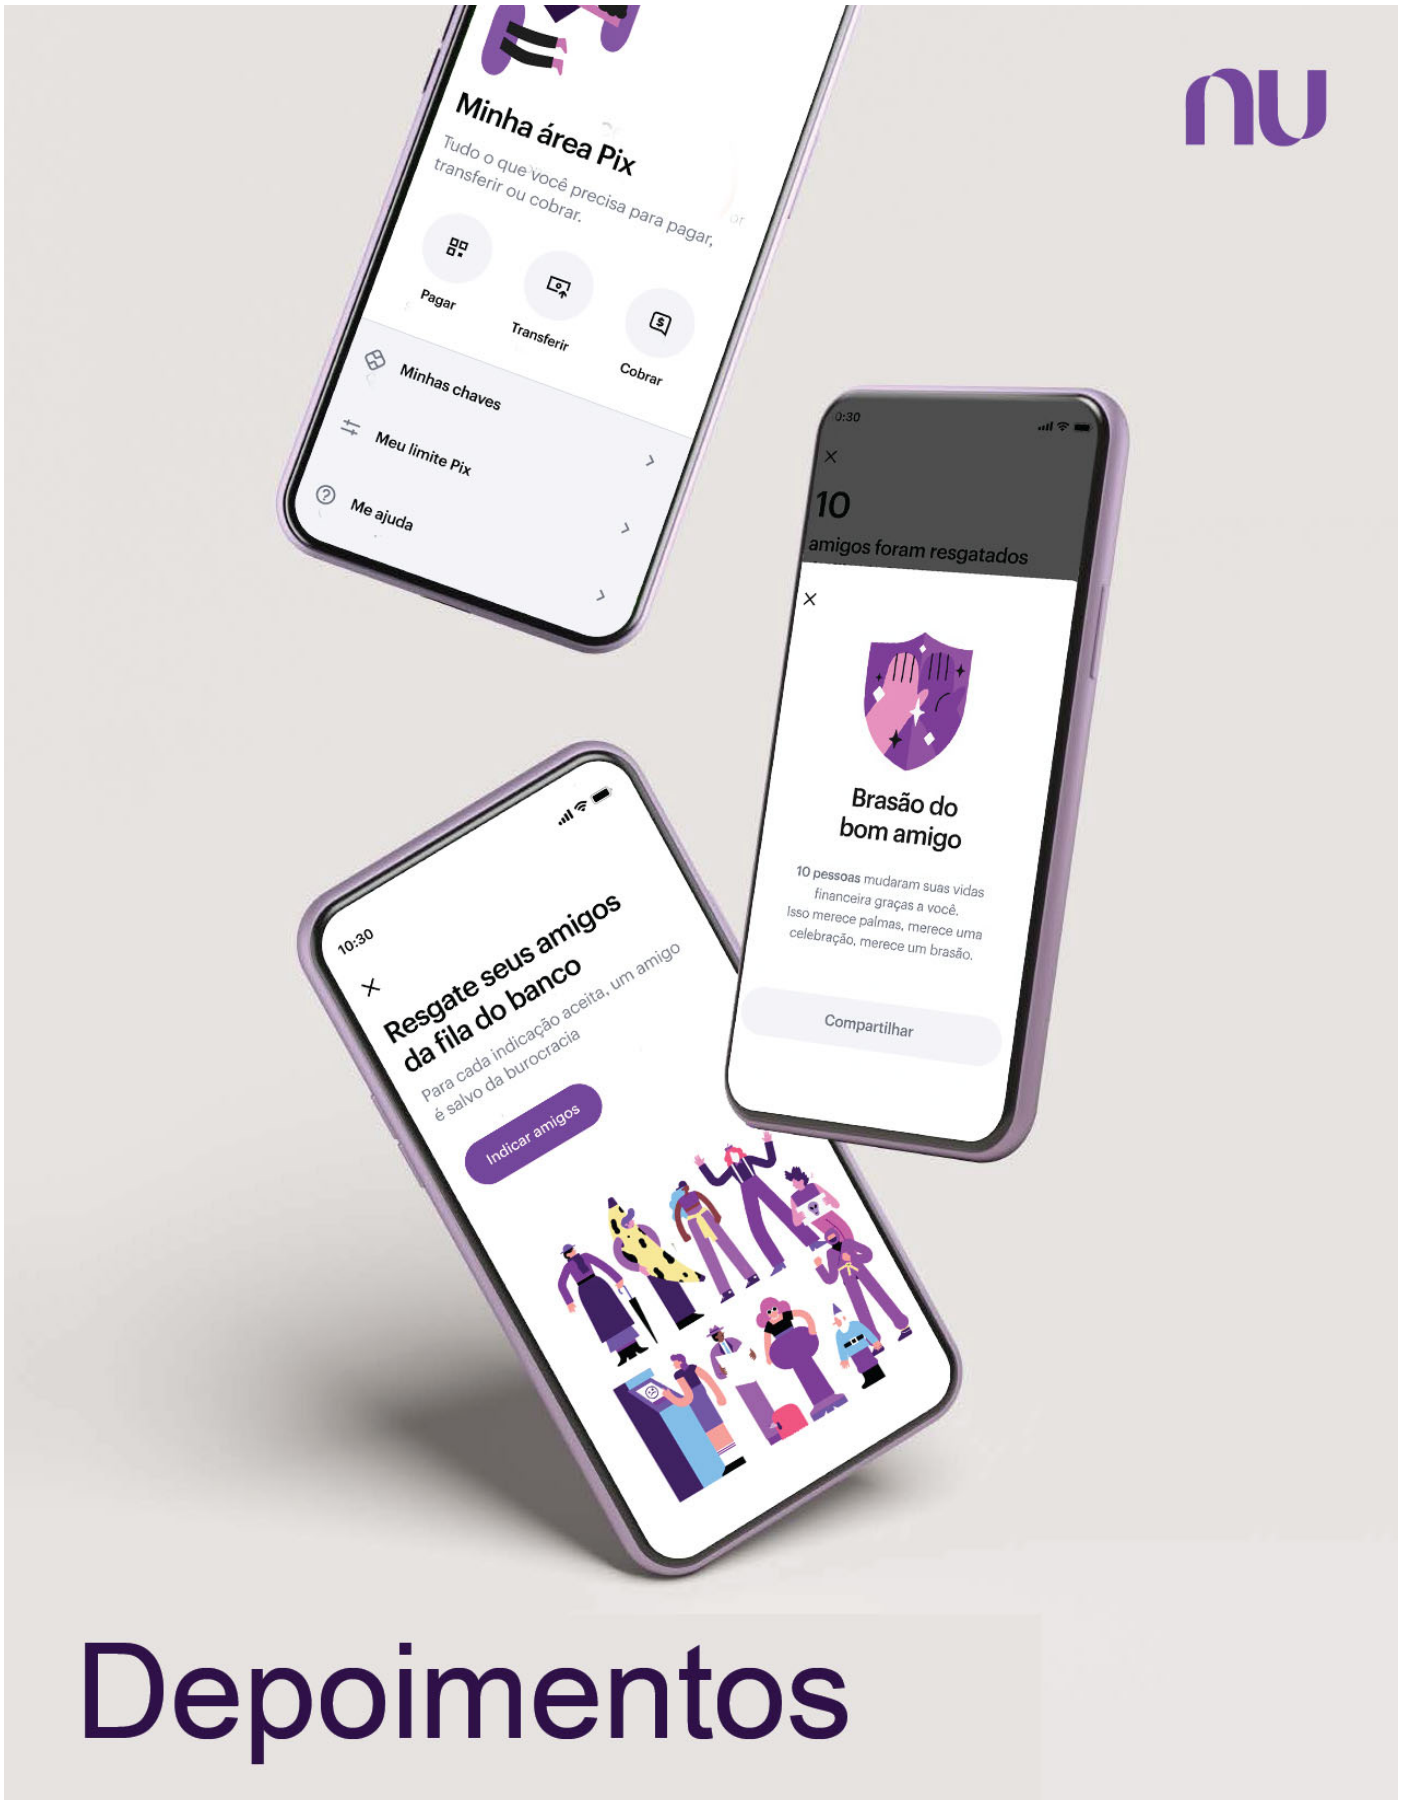 nu
Minha área Pix
Tudo o que você precisa para pagar,
transferir ou cobrar.
Pagar
Transferir
Cobrar
Minhas chaves
Meu limite Pix
Me ajuda
0:30
10
amigos foram resgatados
Brasão do
bom amigo
10 pessoas mudaram suas vidas
financeira graças a você.
Isso merece palmas, merece uma
celebração, merece um brasão.
Compartilhar
10:30
Resgate seus amigos
da fila do banco
Para cada indicação aceita, um amigo
é salvo da burocracia
Indicar amigos
Depoimentos